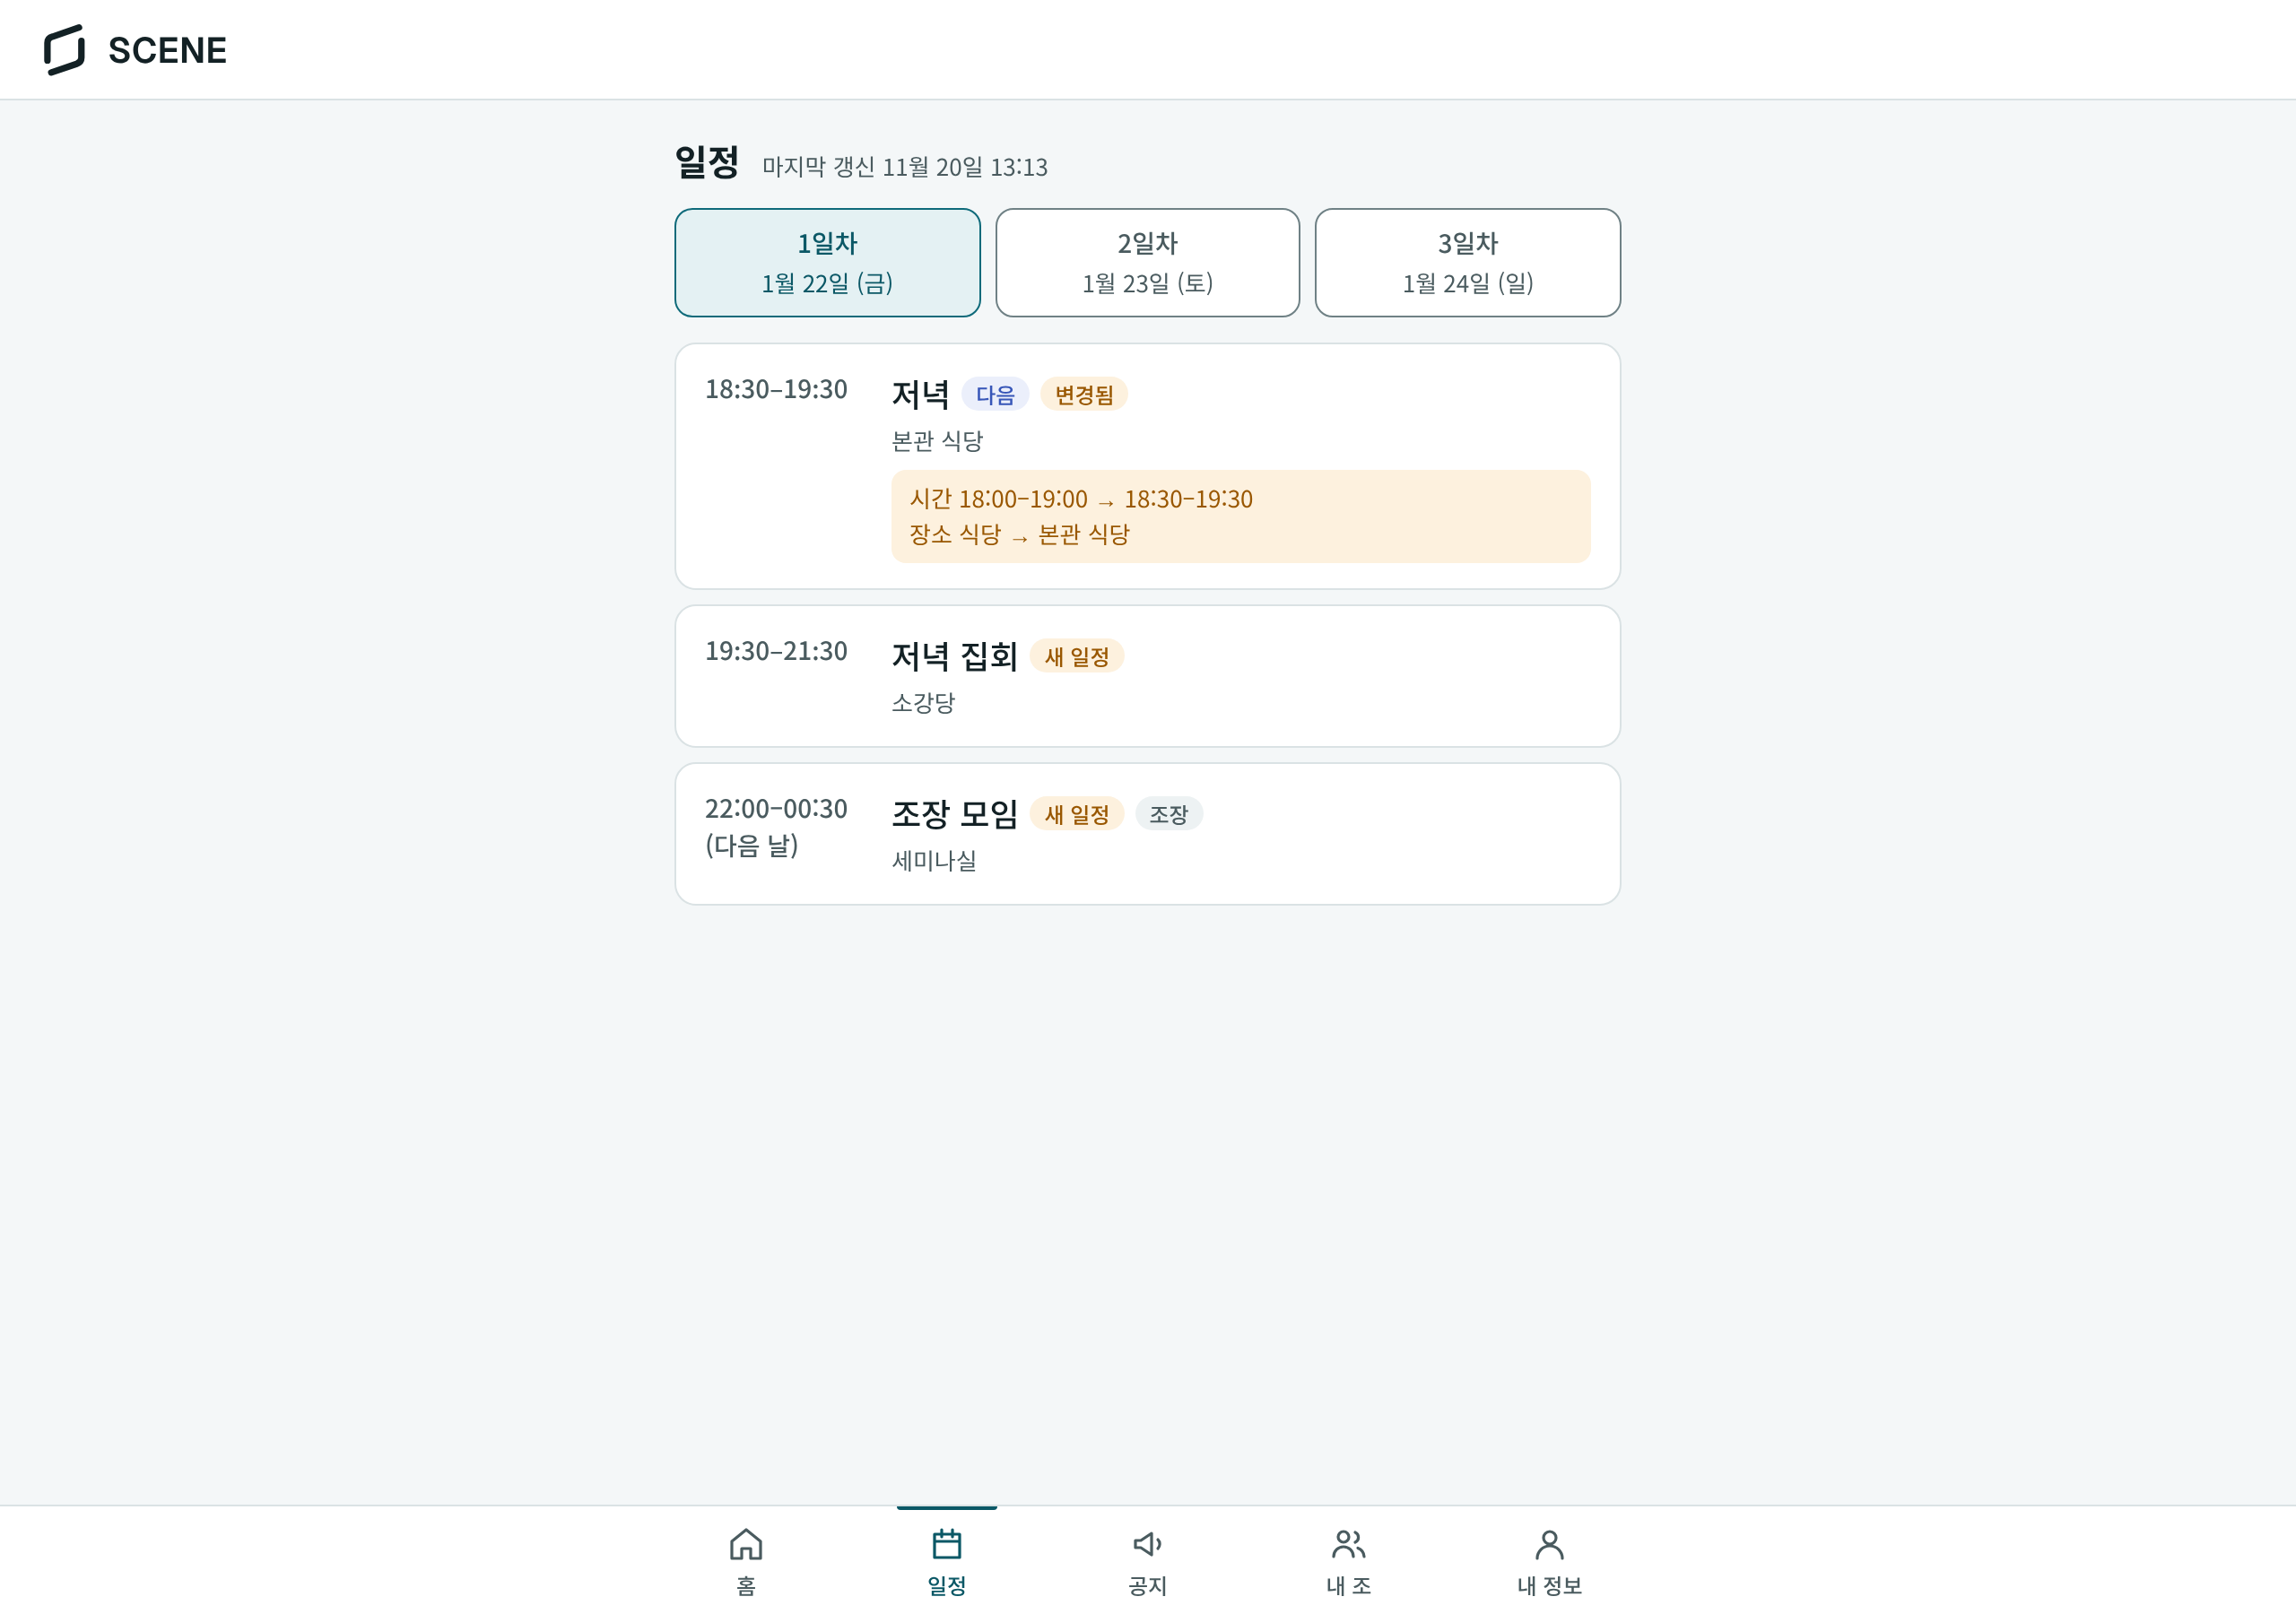 SCENE
일정 마지막 갱신 11월 20일 13:13
1일차
1월 22일 (금)
2일차
1월 23일 (토)
3일차
1월 24일 (일)
18:30–19:30
저녁 다음 변경됨
본관 식당
시간 18:00–19:00 → 18:30–19:30
장소 식당 → 본관 식당
19:30–21:30
저녁 집회 새 일정
소강당
22:00–00:30
(다음 날)
조장 모임 새 일정 조장
세미나실
홈
일정
공지
내 조
내 정보